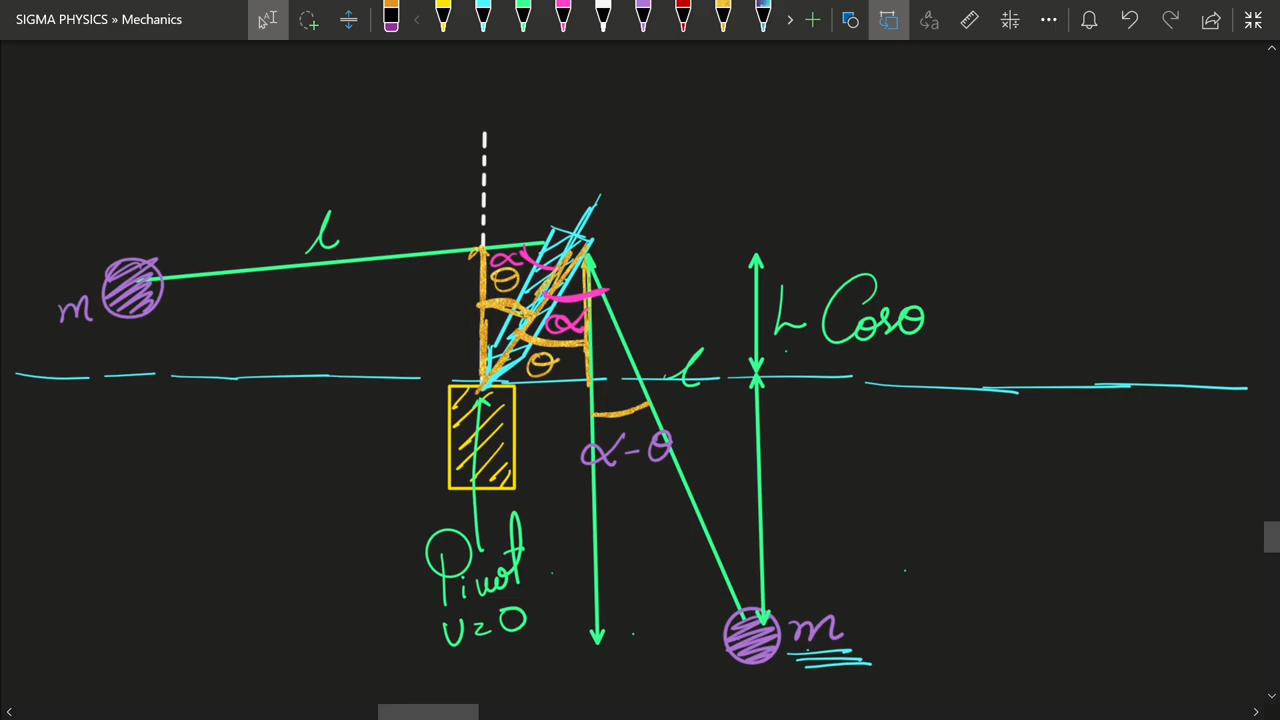 SIGMA PHYSICS » Mechanics
l
α
θ
m
α
L Cosθ
θ
l
α-θ
Pivot
U=0
m